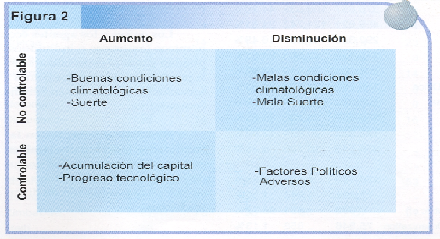 Figura 2
Aumento
Disminución
No controlable
-Buenas condiciones
climatológicas
-Suerte
-Malas condiciones
climatológicas
-Mala Suerte
Controlable
-Acumulación del capital
-Progreso tecnológico
-Factores Políticos
Adversos